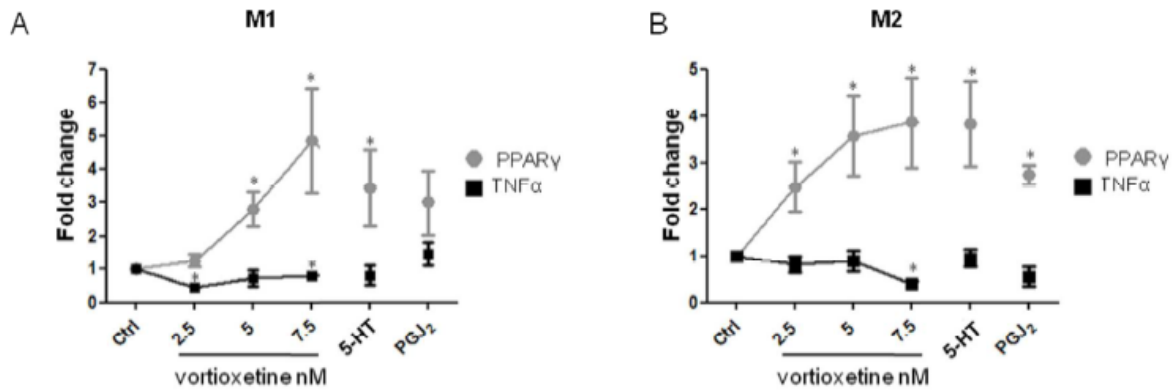 A
M1
Fold change
7
6
5
4
3
2
1
0
*
*
*
*
*
Ctrl
2.5
5
7.5
5-HT
PGJ₂
vortioxetine nM
PPARγ
TNFα
B
M2
Fold change
5
4
3
2
1
0
*
*
*
*
*
*
Ctrl
2.5
5
7.5
5-HT
PGJ₂
vortioxetine nM
PPARγ
TNFα